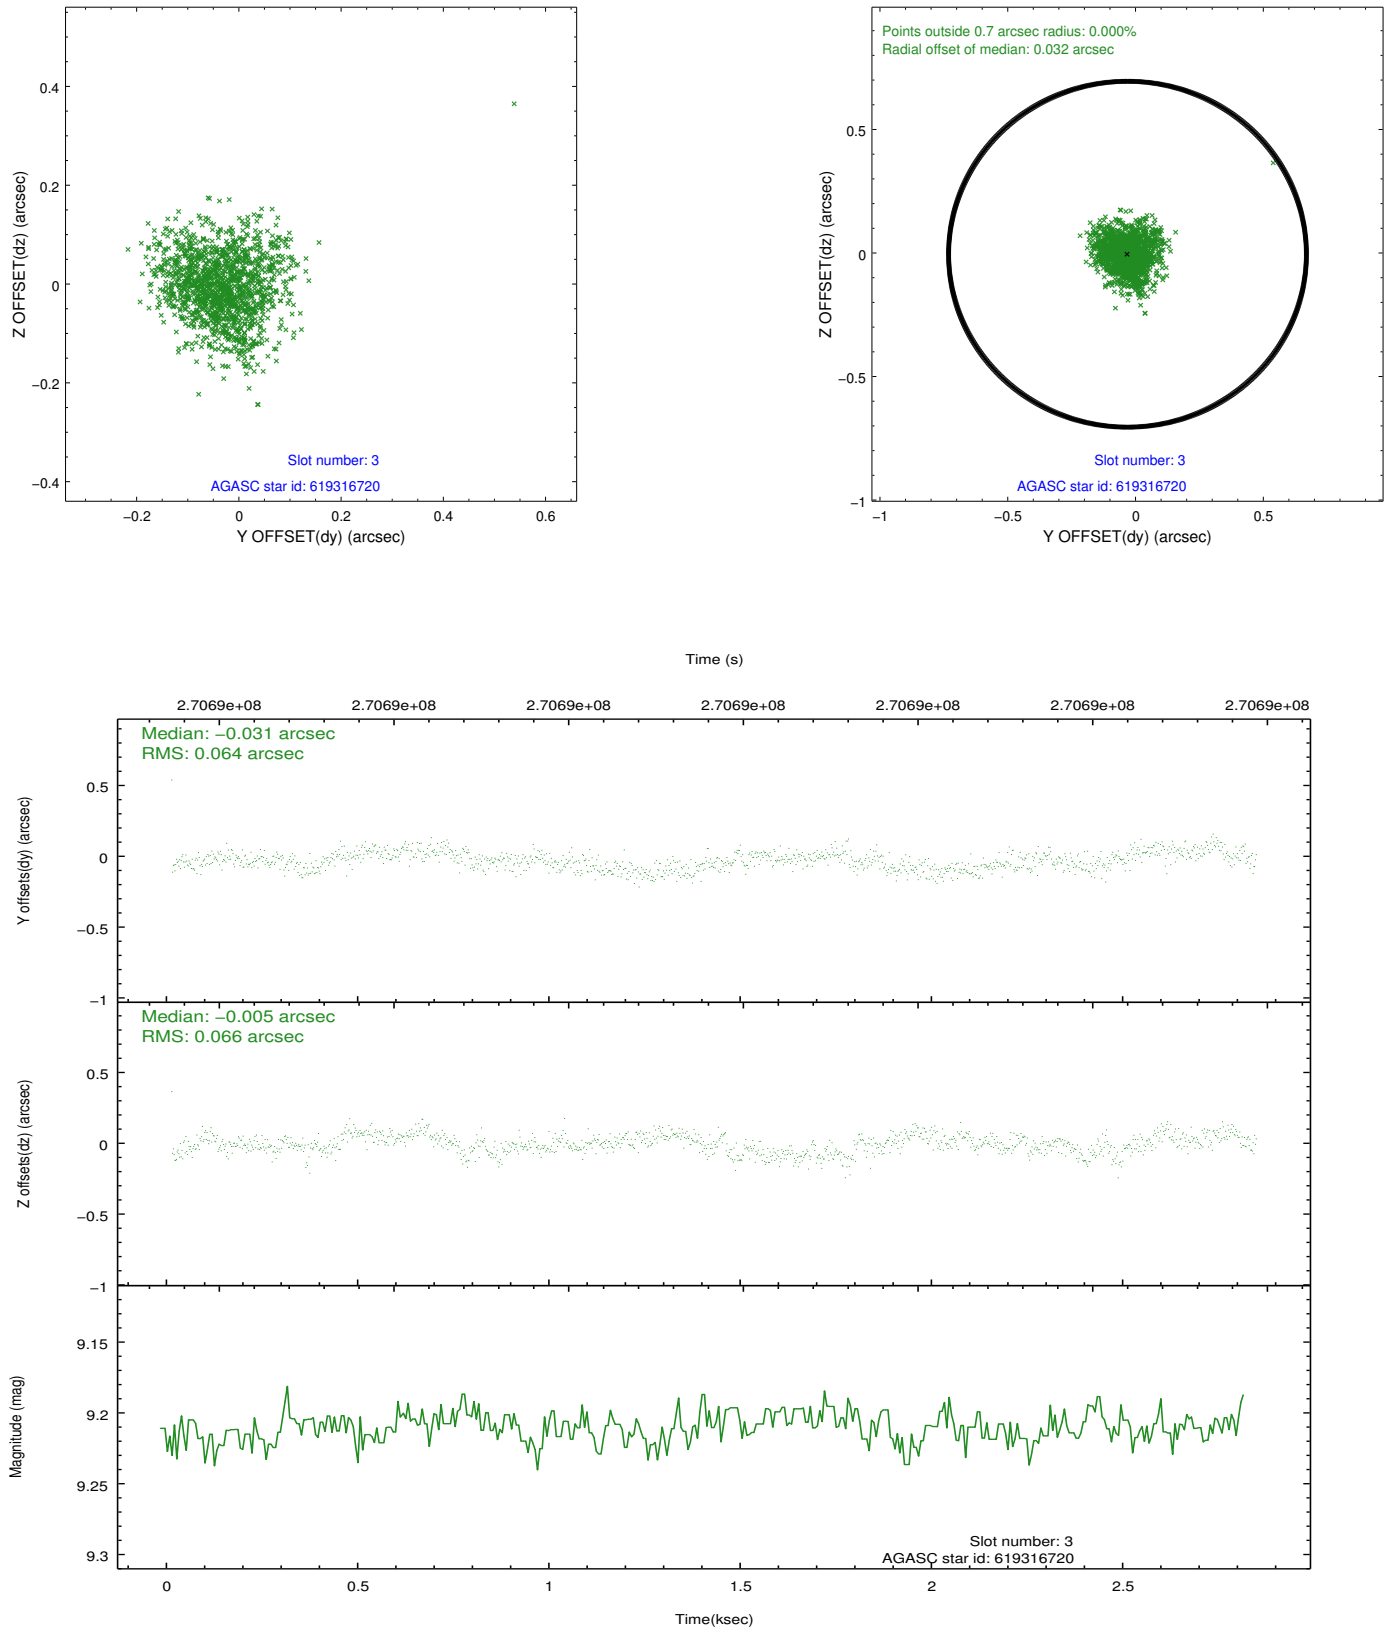 0.4
0.2
0
−0.2
−0.4
Z OFFSET(dz) (arcsec)
Slot number: 3
AGASC star id: 619316720
−0.2 0 0.2 0.4 0.6
Y OFFSET(dy) (arcsec)
Points outside 0.7 arcsec radius: 0.000%
Radial offset of median: 0.032 arcsec
0.5
0
−0.5
−1
Z OFFSET(dz) (arcsec)
Slot number: 3
AGASC star id: 619316720
−1 −0.5 0 0.5
Y OFFSET(dy) (arcsec)
Time (s)
2.7069e+08 2.7069e+08 2.7069e+08 2.7069e+08 2.7069e+08 2.7069e+08 2.7069e+08
Median: −0.031 arcsec
RMS: 0.064 arcsec
0.5
0
−0.5
−1
Y offsets(dy) (arcsec)
Median: −0.005 arcsec
RMS: 0.066 arcsec
0.5
0
−0.5
−1
Z offsets(dz) (arcsec)
9.15
9.2
9.25
9.3
Magnitude (mag)
Slot number: 3
AGASC star id: 619316720
0 0.5 1 1.5 2 2.5
Time(ksec)